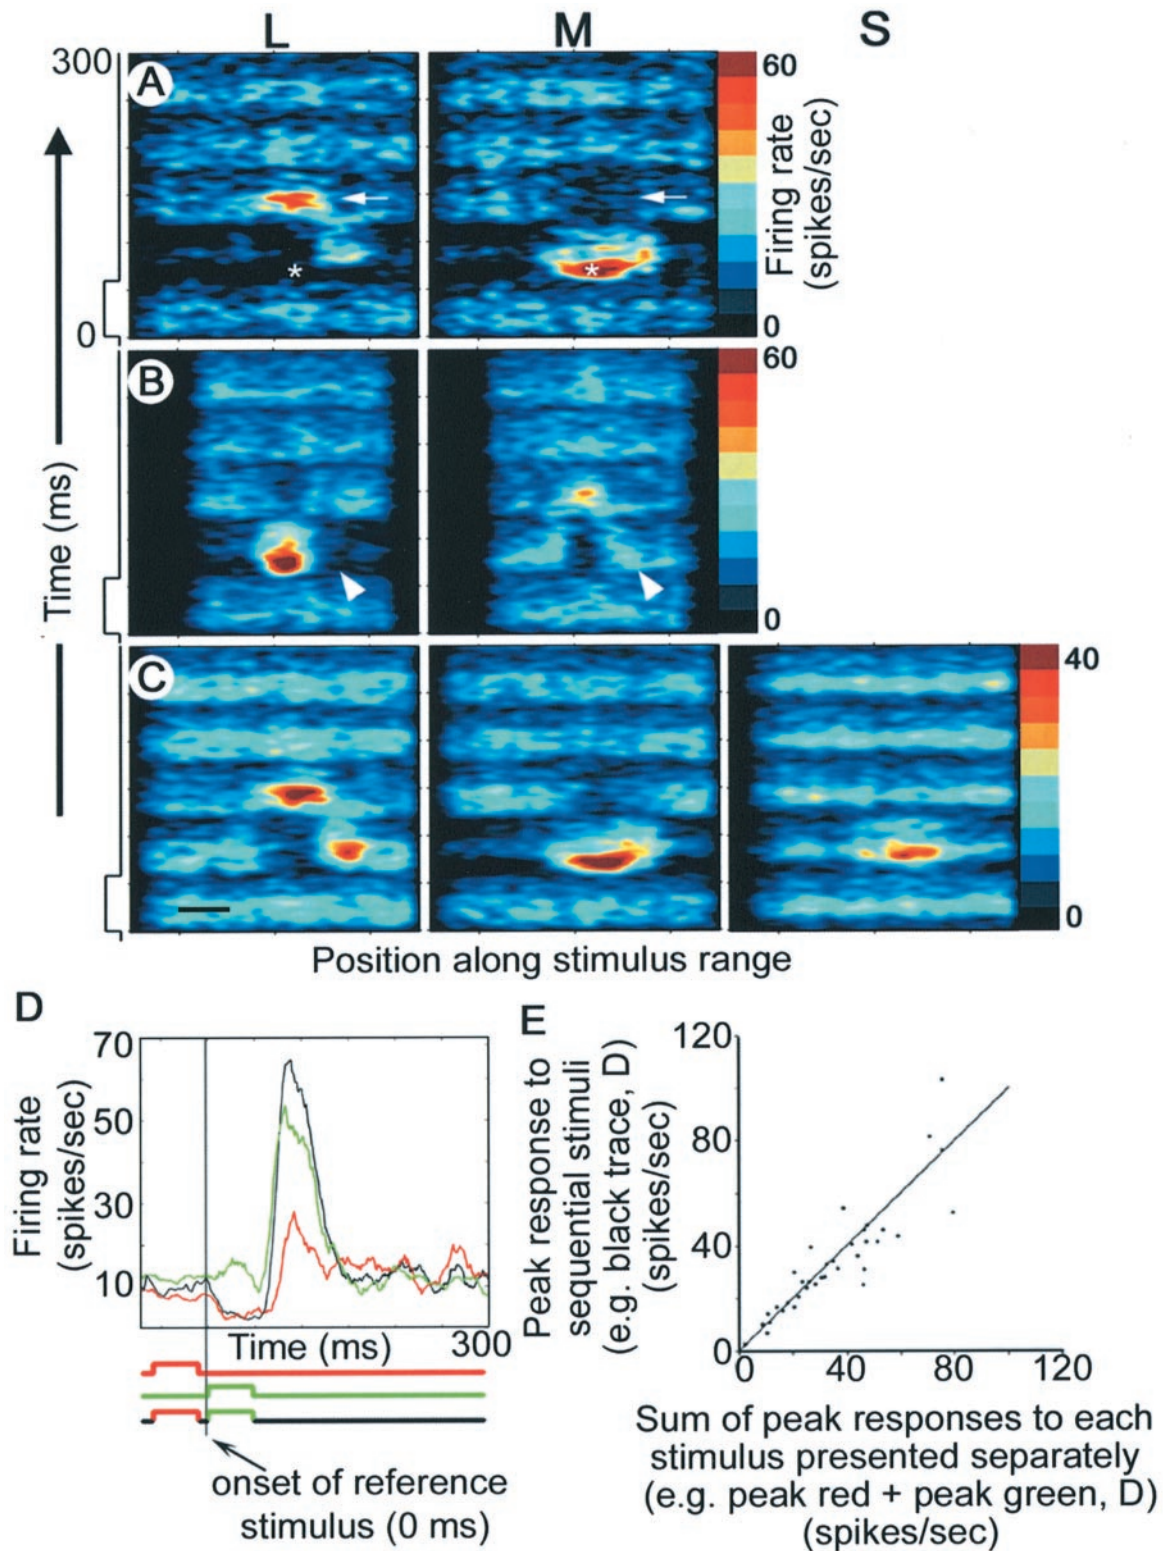 L M S
300
A
60
Firing rate
(spikes/sec)
*
*
0
0
B
60
0
Time (ms)
C
40
0
Position along stimulus range
D
70
50
30
10
Firing rate
(spikes/sec)
Time (ms)
300
onset of reference
stimulus (0 ms)
E
120
80
40
0
0 40 80 120
Peak response to
sequential stimuli
(e.g. black trace, D)
(spikes/sec)
Sum of peak responses to each
stimulus presented separately
(e.g. peak red + peak green, D)
(spikes/sec)